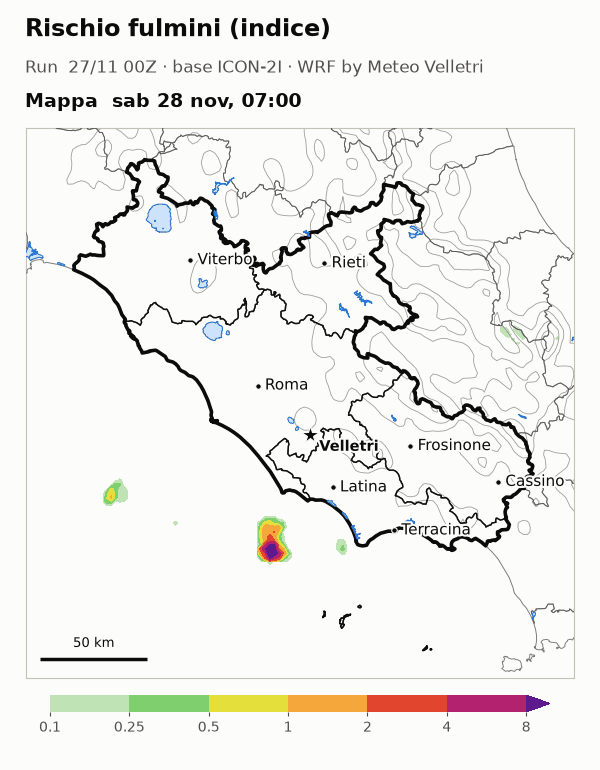 Rischio fulmini (indice)
Run  27/11 00Z · base ICON-2I · WRF by Meteo Velletri
Mappa  sab 28 nov, 07:00
Viterbo
Rieti
Roma
Velletri
Frosinone
Cassino
Latina
Terracina
50 km
0.1 0.25 0.5 1 2 4 8